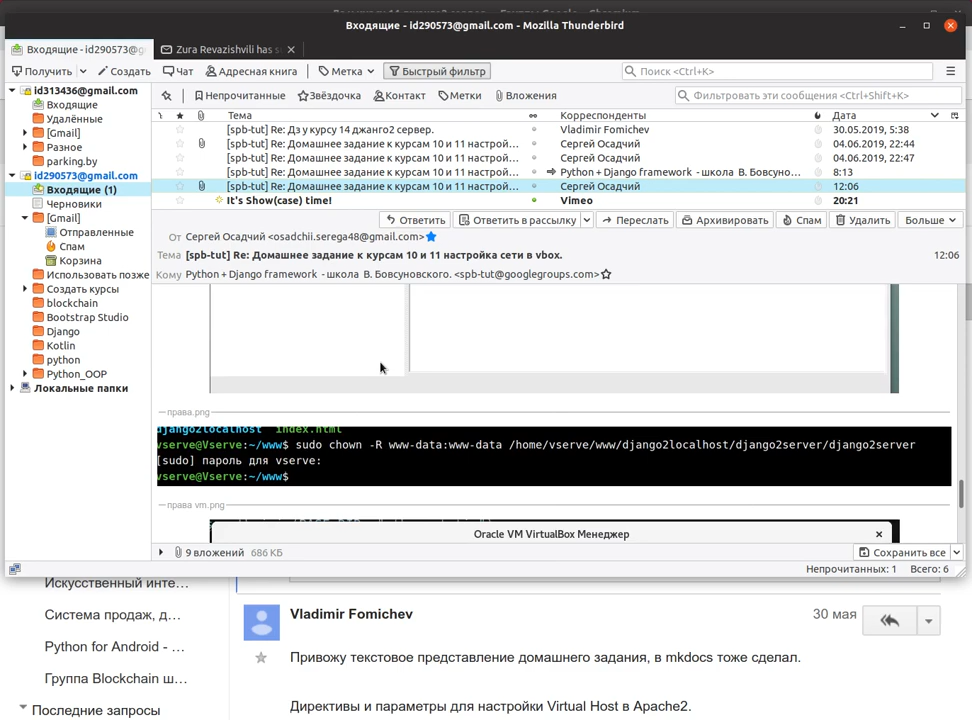 Входящие - id290573@gmail.com - Mozilla Thunderbird
Входящие - id290573@g
Zura Revazishvili has s
Получить
Создать
Чат
Адресная книга
Метка
Быстрый фильтр
Поиск <Ctrl+K>
id313436@gmail.com
Входящие
Удалённые
[Gmail]
Разное
parking.by
id290573@gmail.com
Входящие (1)
Черновики
[Gmail]
Отправленные
Спам
Корзина
Использовать позже
Создать курсы
blockchain
Bootstrap Studio
Django
Kotlin
python
Python_OOP
Локальные папки
Непрочитанные
Звёздочка
Контакт
Метки
Вложения
Фильтровать эти сообщения <Ctrl+Shift+K>
Тема Корреспонденты Дата
[spb-tut] Re: Дз у курсу 14 джанго2 сервер. Vladimir Fomichev 30.05.2019, 5:38
[spb-tut] Re: Домашнее задание к курсам 10 и 11 настрой... Сергей Осадчий 04.06.2019, 22:44
[spb-tut] Re: Домашнее задание к курсам 10 и 11 настрой... Сергей Осадчий 04.06.2019, 22:47
[spb-tut] Re: Домашнее задание к курсам 10 и 11 настрой... Python + Django framework - школа В. Бовсуно... 8:13
[spb-tut] Re: Домашнее задание к курсам 10 и 11 настрой... Сергей Осадчий 12:06
It's Show(case) time! Vimeo 20:21
Ответить
Ответить в рассылку
Переслать
Архивировать
Спам
Удалить
Больше
От Сергей Осадчий <osadchii.serega48@gmail.com>
Тема [spb-tut] Re: Домашнее задание к курсам 10 и 11 настройка сети в vbox. 12:06
Кому Python + Django framework - школа В. Бовсуновского. <spb-tut@googlegroups.com>
права.png
django2localhost index.html
vserve@Vserve:~/www$ sudo chown -R www-data:www-data /home/vserve/www/django2localhost/django2server/django2server
[sudo] пароль для vserve:
vserve@Vserve:~/www$
права vm.png
Oracle VM VirtualBox Менеджер
9 вложений 686 КБ
Сохранить все
Непрочитанных: 1 Всего: 6
Искусственный инте...
Система продаж, д...
Python for Android - ...
Группа Blockchain ш...
Последние запросы
Vladimir Fomichev
30 мая
Привожу текстовое представление домашнего задания, в mkdocs тоже сделал.
Директивы и параметры для настройки Virtual Host в Apache2.